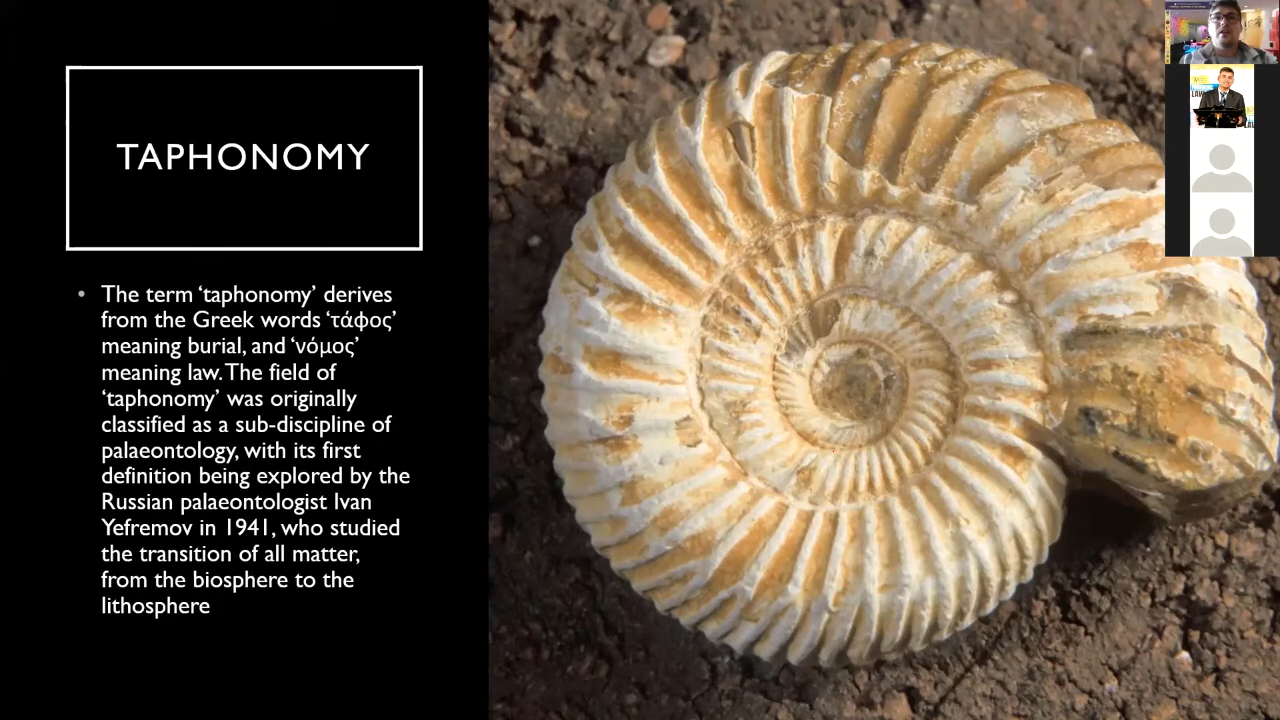 TAPHONOMY
• The term ‘taphonomy’ derives
from the Greek words ‘τάφος’
meaning burial, and ‘νόμος’
meaning law. The field of
‘taphonomy’ was originally
classified as a sub-discipline of
palaeontology, with its first
definition being explored by the
Russian palaeontologist Ivan
Yefremov in 1941, who studied
the transition of all matter,
from the biosphere to the
lithosphere